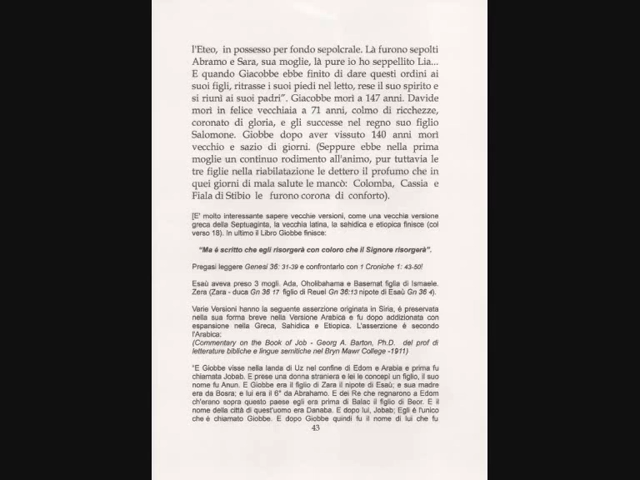 l'Eteo, in possesso per fondo sepolcrale. Là furono sepolti
Abramo e Sara, sua moglie, là pure io ho seppellito Lia...
E quando Giacobbe ebbe finito di dare questi ordini ai
suoi figli, ritrasse i suoi piedi nel letto, rese il suo spirito e
si riunì ai suoi padri". Giacobbe morì a 147 anni. Davide
morì in felice vecchiaia a 71 anni, colmo di ricchezze,
coronato di gloria, e gli successe nel regno suo figlio
Salomone. Giobbe dopo aver vissuto 140 anni morì
vecchio e sazio di giorni. (Seppure ebbe nella prima
moglie un continuo rodimento all'animo, pur tuttavia le
tre figlie nella riabilatazione le dettero il profumo che in
quei giorni di mala salute le mancò: Colomba, Cassia e
Fiala di Stibio le furono corona di conforto).
[E' molto interessante sapere vecchie versioni, come una vecchia versione
greca della Septuaginta, la vecchia latina, la sahidica e etiopica finisce (col
verso 18). In ultimo il Libro Giobbe finisce:
"Ma è scritto che egli risorgerà con coloro che il Signore risorgerà".
Pregasi leggere Genesi 36: 31-39 e confrontarlo con 1 Croniche 1: 43-50!
Esaù aveva preso 3 mogli. Ada, Oholibahama e Basemat figlia di Ismaele.
Zera (Zara - duca Gn 36 17 figlio di Reuel Gn 36:13 nipote di Esaù Gn 36 4).
Varie Versioni hanno la seguente asserzione originata in Siria, è preservata
nella sua forma breve nella Versione Arabica e fu dopo addizionata con
espansione nella Greca, Sahidica e Etiopica. L'asserzione è secondo
l'Arabica:
(Commentary on the Book of Job - Georg A. Barton, Ph.D. del prof di
letterature bibliche e lingue semitiche nel Bryn Mawr College -1911)
"E Giobbe visse nella landa di Uz nel confine di Edom e Arabia e prima fu
chiamato Jobab. E prese una donna straniera e lei le concepì un figlio, il suo
nome fu Anun. E Giobbe era il figlio di Zara il nipote di Esaù; e sua madre
era da Bosra; e lui era il 6° da Abrahamo. E dei Re che regnarono a Edom
ch'erano sopra questo paese egli era prima di Balac il figlio di Beor. E il
nome della città di quest'uomo era Danaba. E dopo lui, Jobab; Egli è l'unico
che è chiamato Giobbe. E dopo Giobbe quindi fu il nome di lui che fu
43